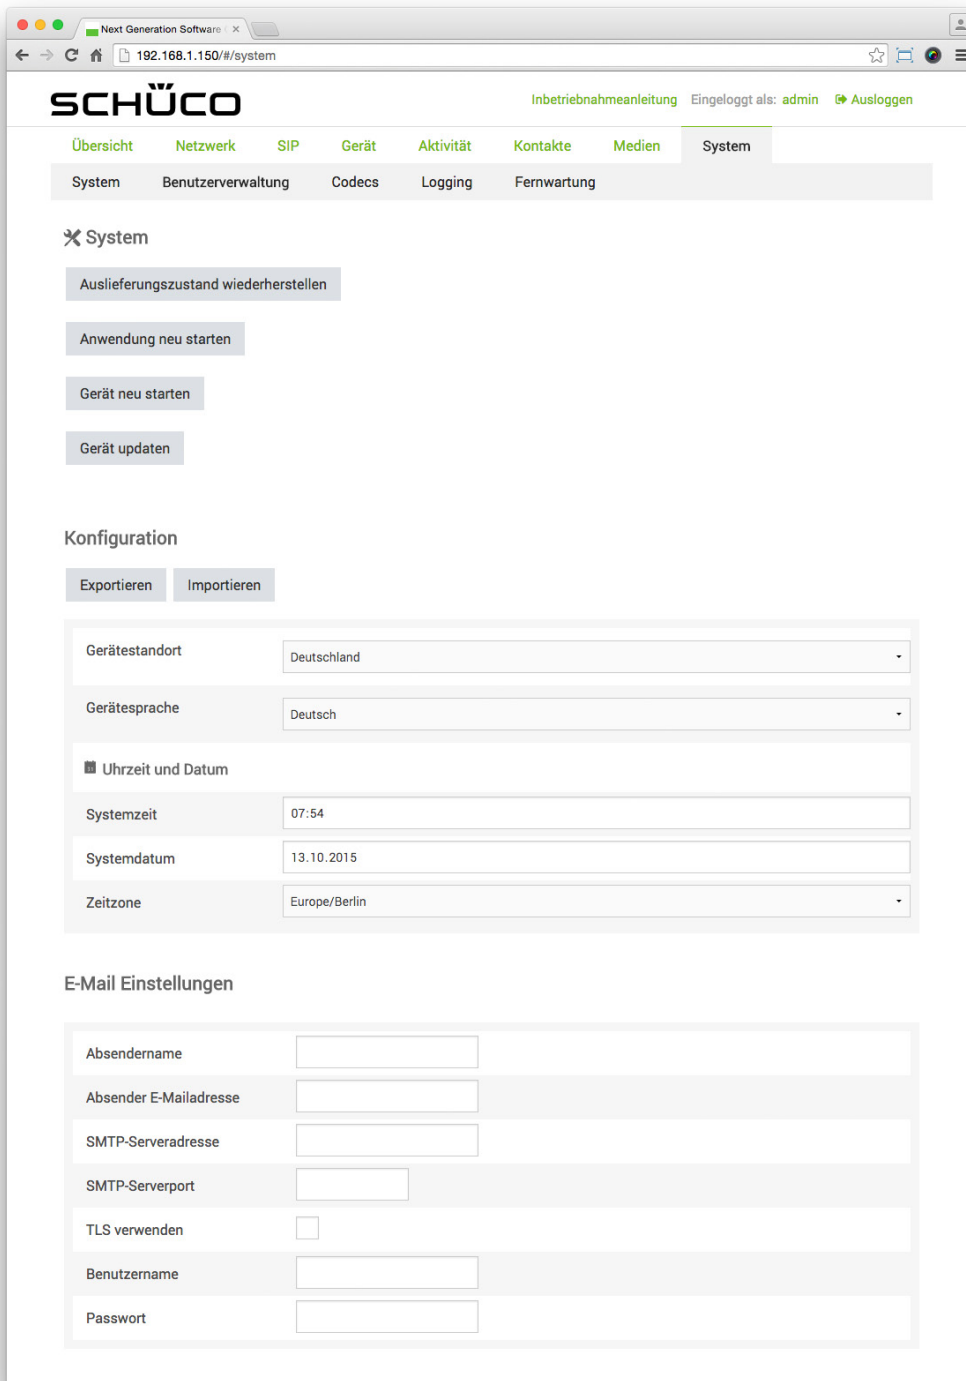 Next Generation Software
192.168.1.150/#/system
SCHÜCO
Inbetriebnahmeanleitung Eingeloggt als: admin Ausloggen
Übersicht Netzwerk SIP Gerät Aktivität Kontakte Medien System
System Benutzerverwaltung Codecs Logging Fernwartung
System
Auslieferungszustand wiederherstellen
Anwendung neu starten
Gerät neu starten
Gerät updaten
Konfiguration
Exportieren Importieren
Gerätestandort Deutschland
Gerätesprache Deutsch
Uhrzeit und Datum
Systemzeit 07:54
Systemdatum 13.10.2015
Zeitzone Europe/Berlin
E-Mail Einstellungen
Absendername
Absender E-Mailadresse
SMTP-Serveradresse
SMTP-Serverport
TLS verwenden
Benutzername
Passwort